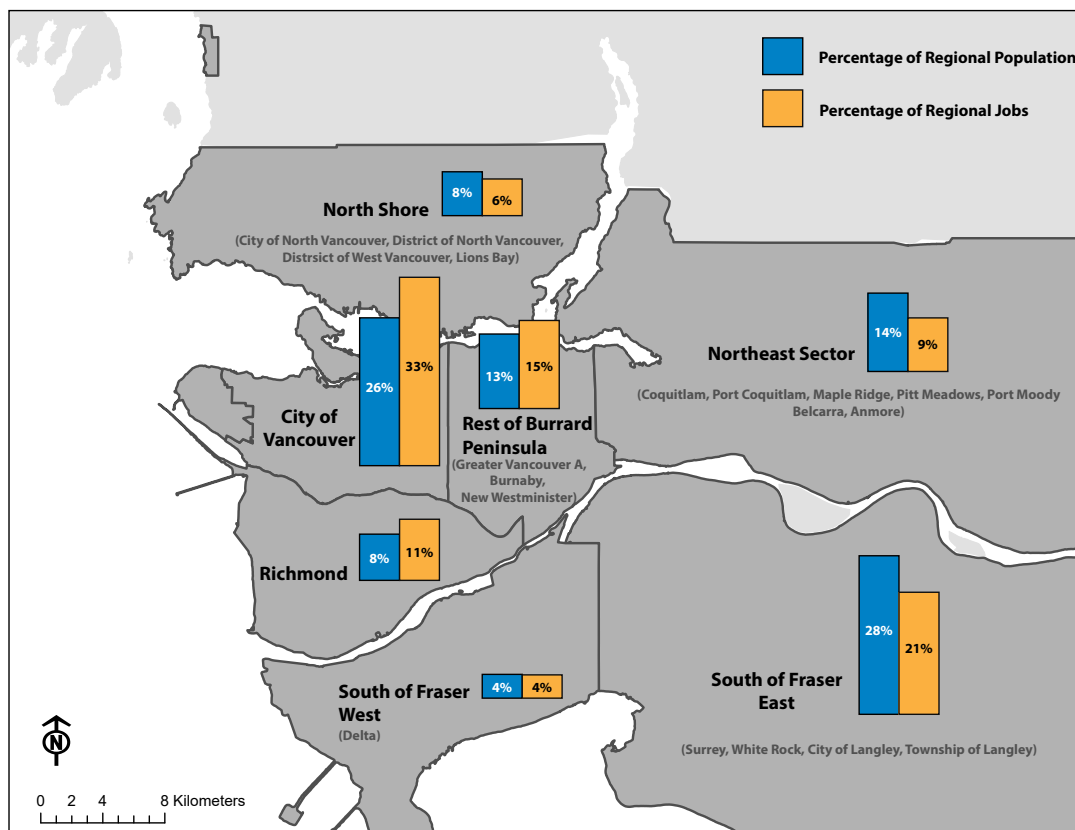 Percentage of Regional Population
Percentage of Regional Jobs
8%
6%
North Shore
(City of North Vancouver, District of North Vancouver,
Distrsict of West Vancouver, Lions Bay)
26%
33%
City of
Vancouver
13%
15%
Rest of Burrard
Peninsula
(Greater Vancouver A,
Burnaby,
New Westminister)
14%
9%
Northeast Sector
(Coquitlam, Port Coquitlam, Maple Ridge, Pitt Meadows, Port Moody
Belcarra, Anmore)
8%
11%
Richmond
4%
4%
South of Fraser
West
(Delta)
28%
21%
South of Fraser
East
(Surrey, White Rock, City of Langley, Township of Langley)
N
0 2 4 8 Kilometers